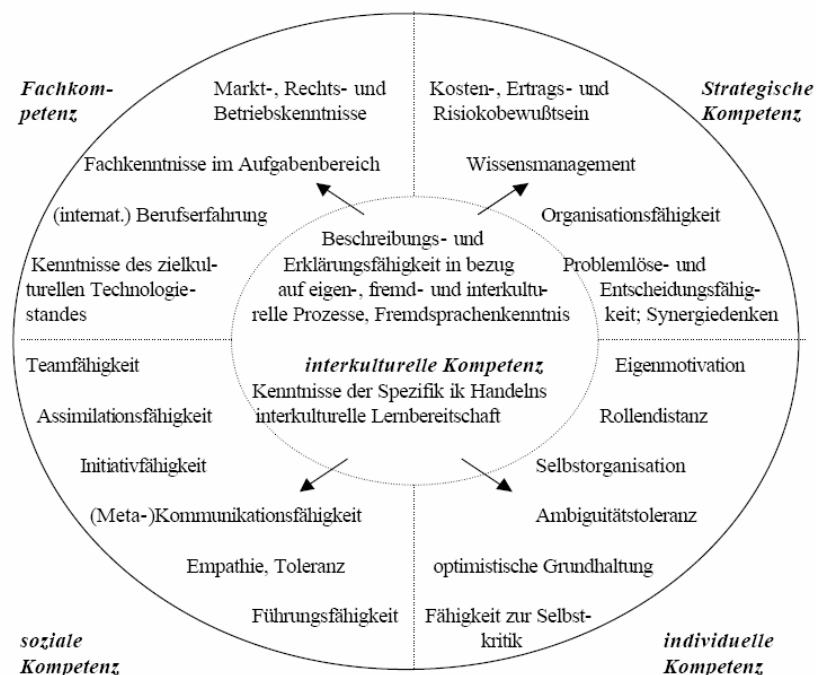 Fachkom-
petenz
Markt-, Rechts- und
Betriebskenntnisse
Fachkenntnisse im Aufgabenbereich
(internat.) Berufserfahrung
Kenntnisse des zielkul-
turellen Technologie-
standes
Kosten-, Ertrags- und
Risiokobewußtsein
Strategische
Kompetenz
Wissensmanagement
Organisationsfähigkeit
Problemlöse- und
Entscheidungsfähig-
keit; Synergiedenken
Beschreibungs- und
Erklärungsfähigkeit in bezug
auf eigen-, fremd- und interkultu-
relle Prozesse, Fremdsprachenkenntnis
interkulturelle Kompetenz
Kenntnisse der Spezifik ik Handelns
interkulturelle Lernbereitschaft
Teamfähigkeit
Assimilationsfähigkeit
Initiativfähigkeit
(Meta-)Kommunikationsfähigkeit
Empathie, Toleranz
Führungsfähigkeit
soziale
Kompetenz
Eigenmotivation
Rollendistanz
Selbstorganisation
Ambiguitätstoleranz
optimistische Grundhaltung
Fähigkeit zur Selbst-
kritik
individuelle
Kompetenz